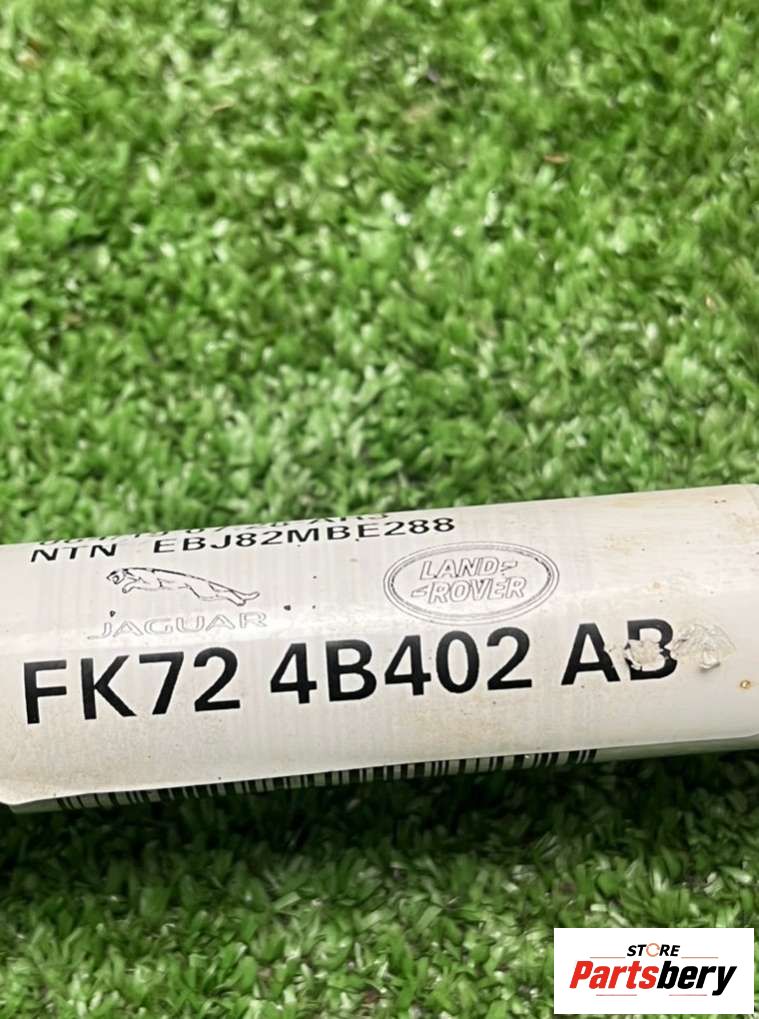 NTN EBJ82MBE288
JAGUAR
LAND-
-ROVER
FK72 4B402 AB
STORE
Partsbery